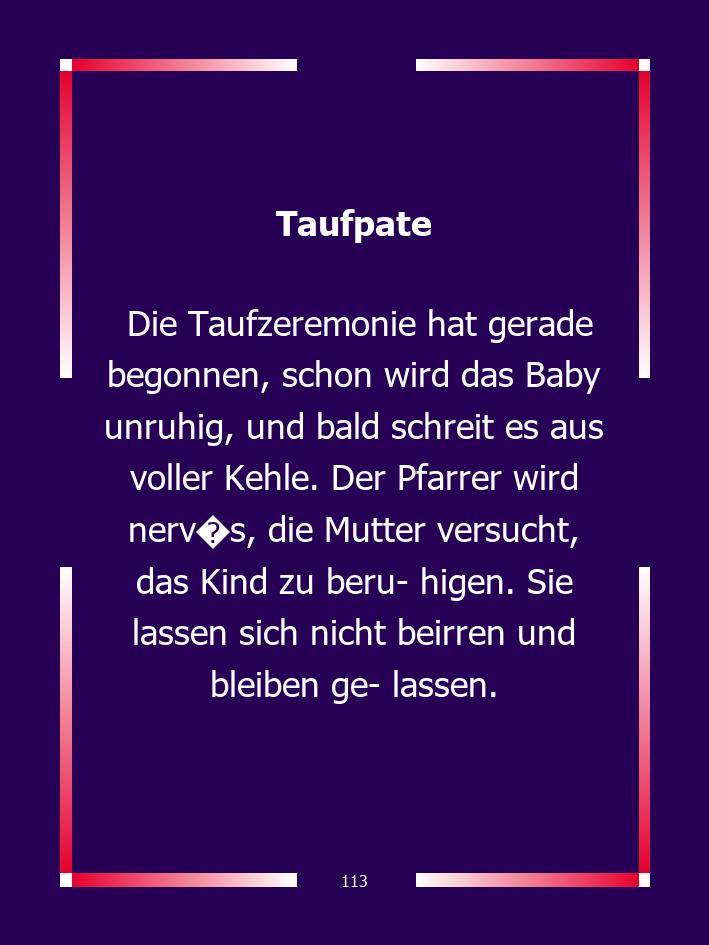 Taufpate
Die Taufzeremonie hat gerade
begonnen, schon wird das Baby
unruhig, und bald schreit es aus
voller Kehle. Der Pfarrer wird
nerv�s, die Mutter versucht,
das Kind zu beru- higen. Sie
lassen sich nicht beirren und
bleiben ge- lassen.
113